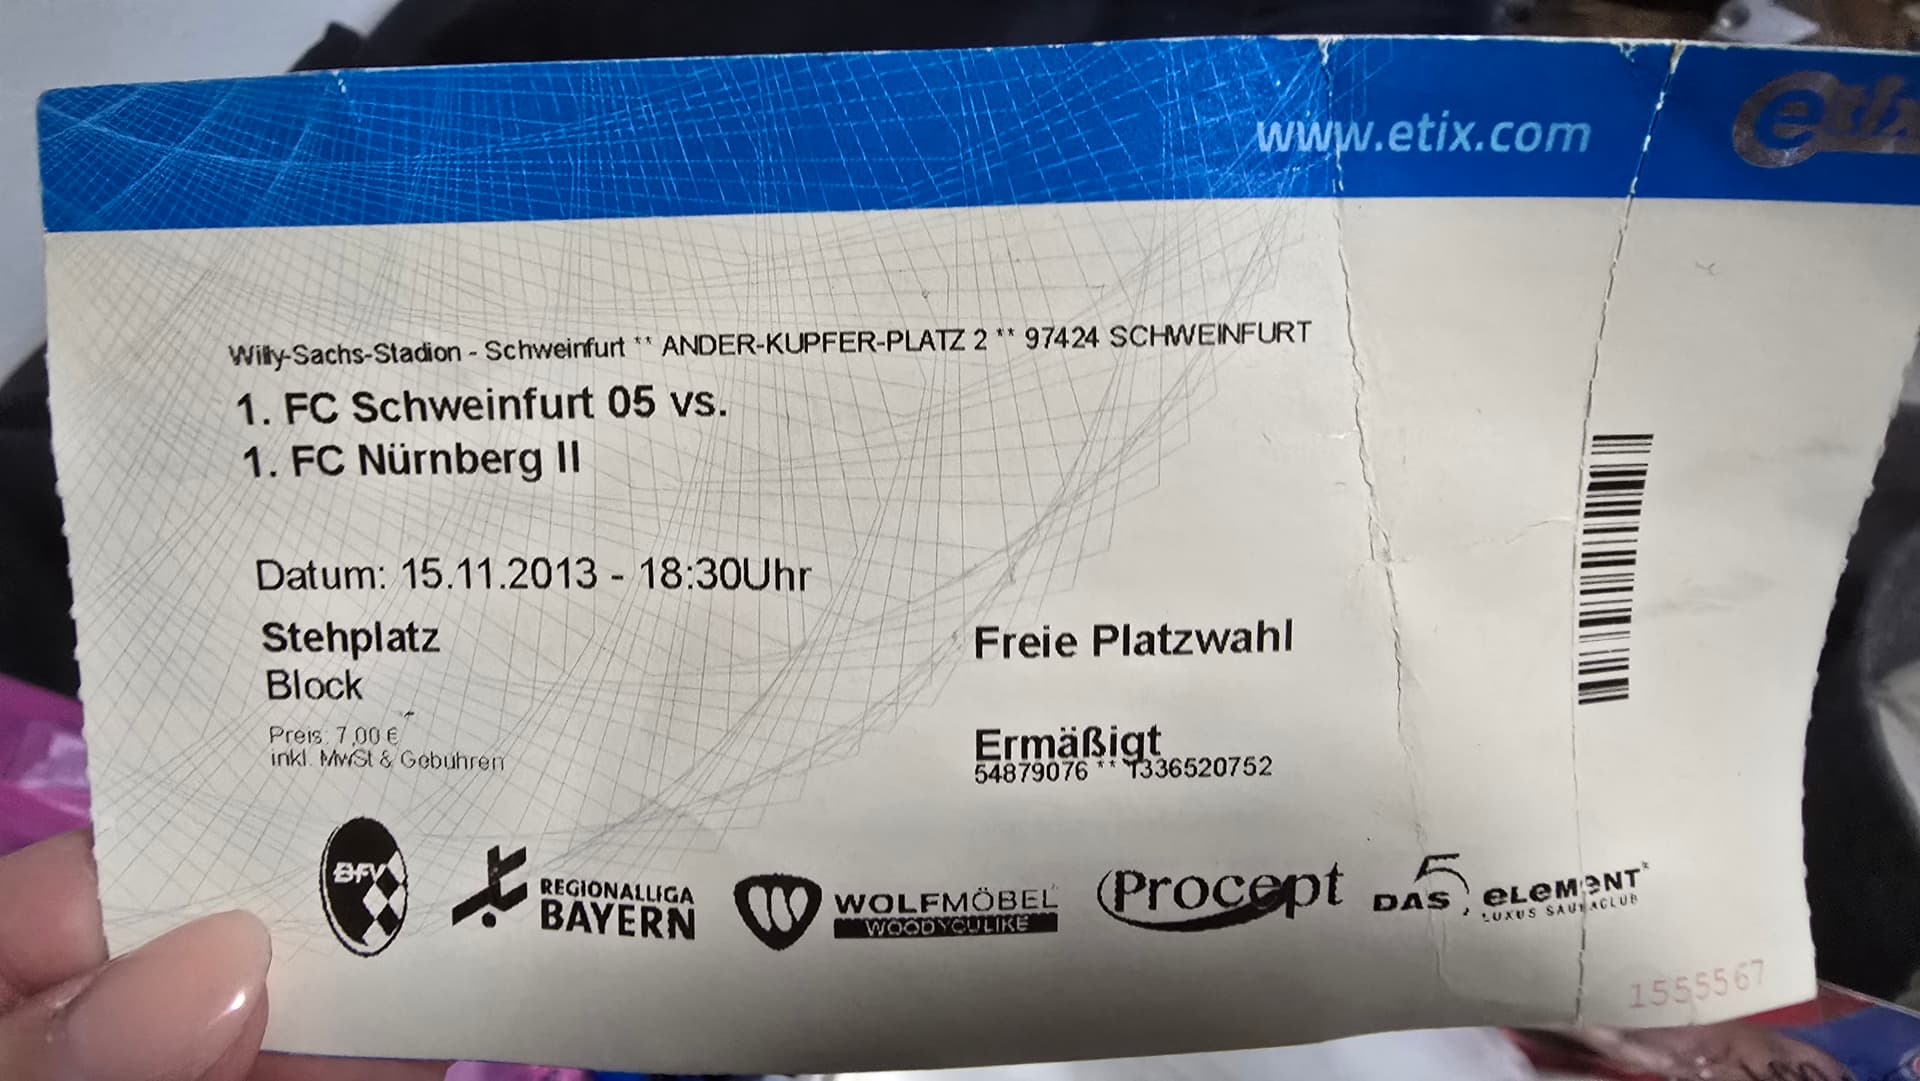 www.etix.com
etix
Willy-Sachs-Stadion - Schweinfurt ** ANDER-KUPFER-PLATZ 2 ** 97424 SCHWEINFURT
1. FC Schweinfurt 05 vs.
1. FC Nürnberg II
Datum: 15.11.2013 - 18:30Uhr
Stehplatz
Freie Platzwahl
Block
Preis: 7,00 €
inkl. MwSt & Gebühren
Ermäßigt
54879076 ** 1336520752
BFV
REGIONALLIGA
BAYERN
WOLFMÖBEL
WOODYOULIKE
Procept
DAS 5. ELEMENT
LUXUS SAUNACLUB
1555567